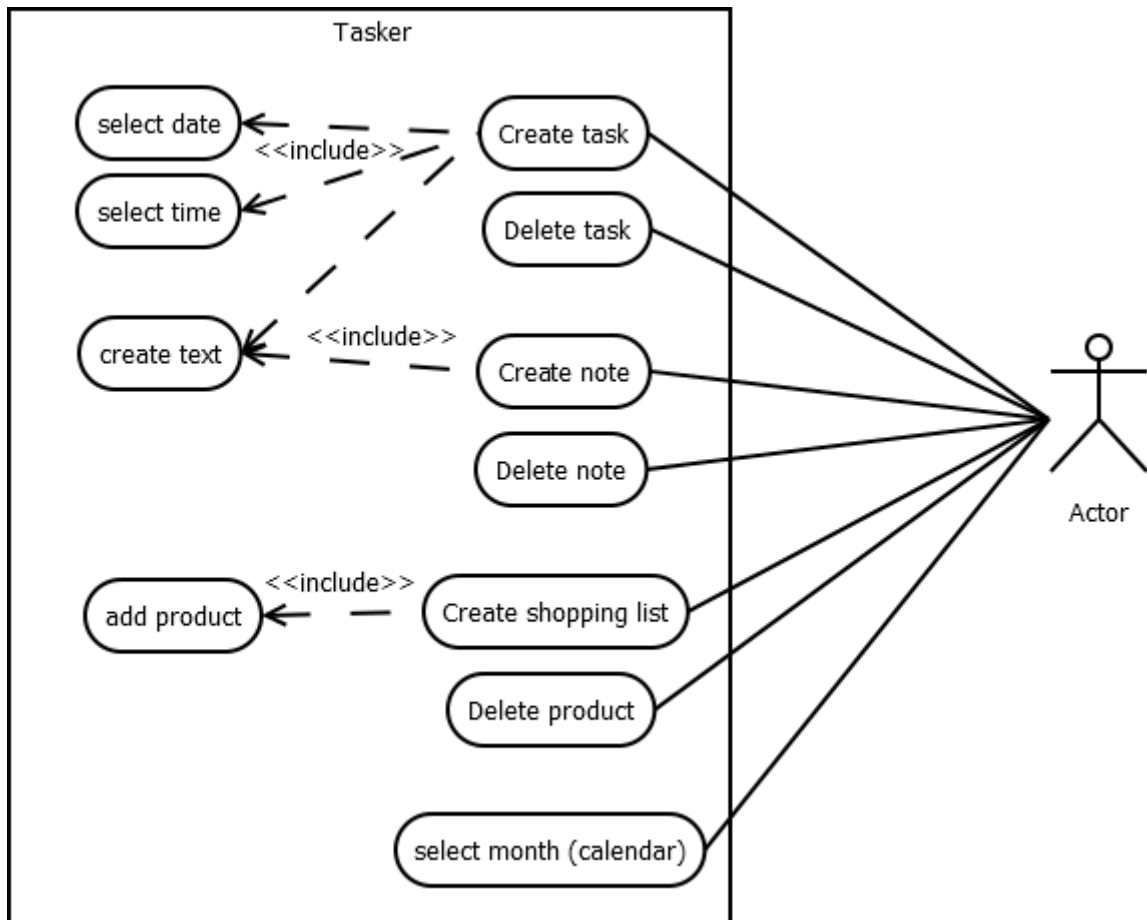 Tasker
select date
Create task
<<include>>
select time
Delete task
<<include>>
create text
Create note
Delete note
Actor
<<include>>
add product
Create shopping list
Delete product
select month (calendar)